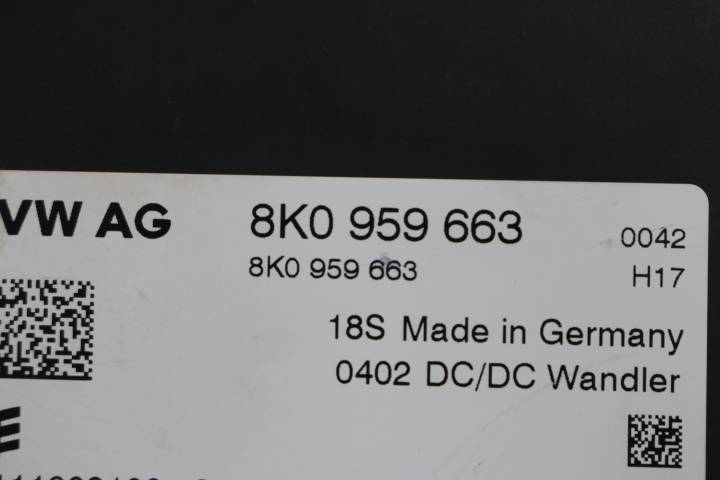 VW AG 8K0 959 663 0042
8K0 959 663 H17
18S Made in Germany
0402 DC/DC Wandler